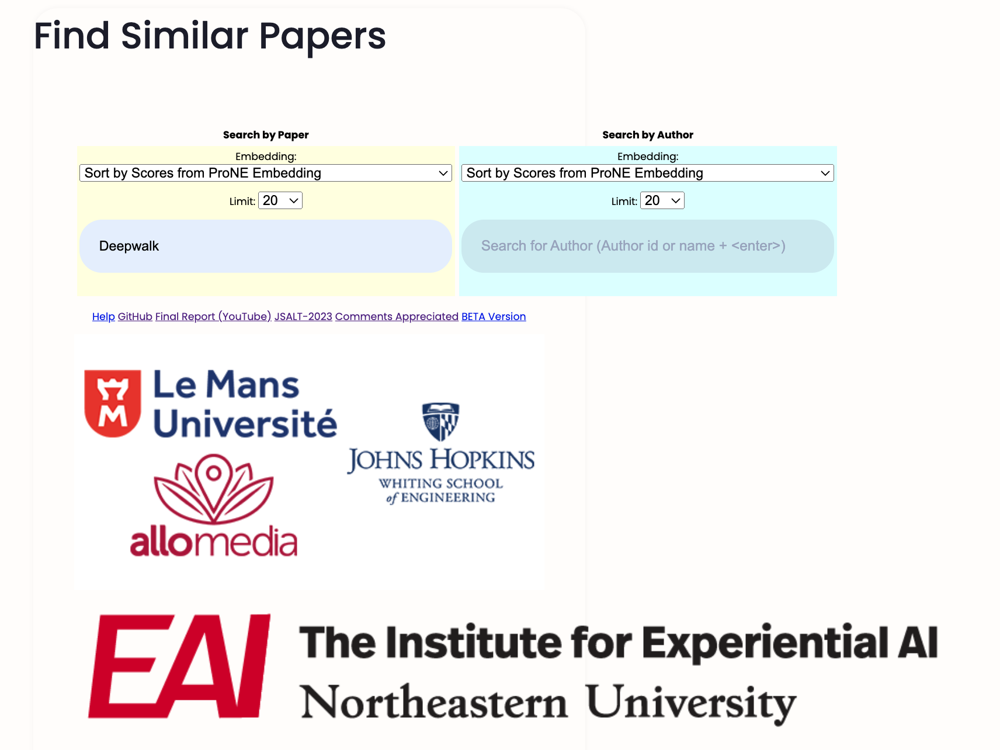 Find Similar Papers
Search by Paper
Embedding:
Sort by Scores from ProNE Embedding
Limit: 20
Deepwalk
Search by Author
Embedding:
Sort by Scores from ProNE Embedding
Limit: 20
Search for Author (Author id or name + <enter>)
Help GitHub Final Report (YouTube) JSALT-2023 Comments Appreciated BETA Version
M
Le Mans
Université
allomedia
JOHNS HOPKINS
WHITING SCHOOL
of ENGINEERING
EAI
The Institute for Experiential AI
Northeastern University